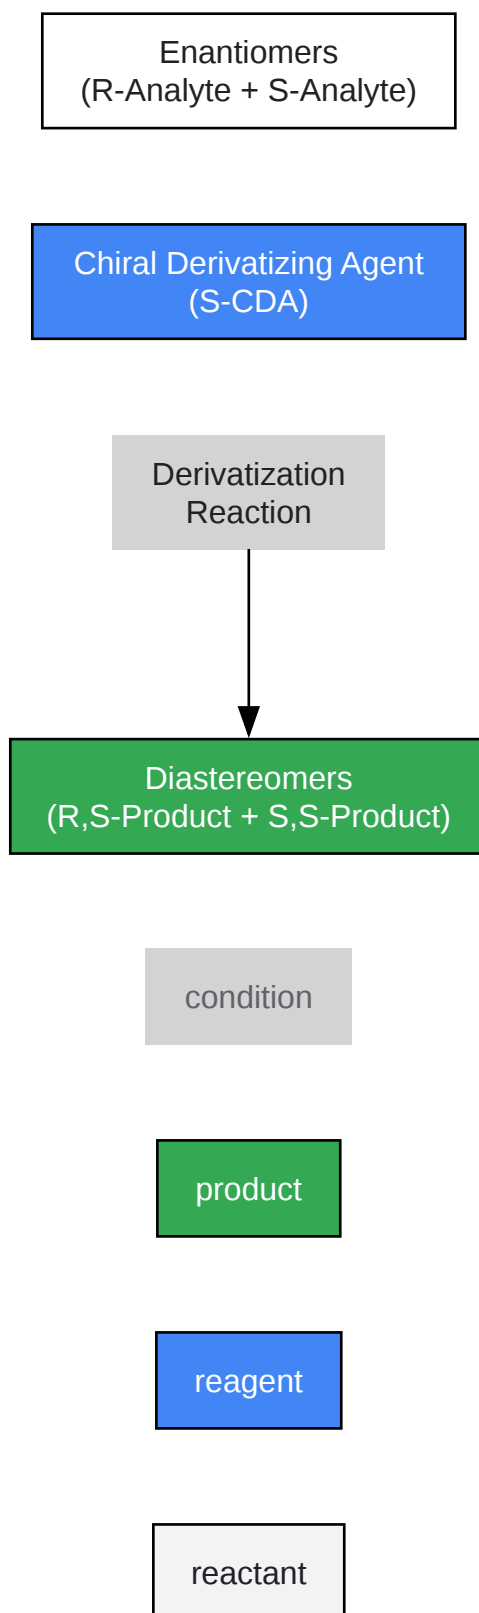 Enantiomers
(R-Analyte + S-Analyte)
Chiral Derivatizing Agent
(S-CDA)
Derivatization
Reaction
Diastereomers
(R,S-Product + S,S-Product)
condition
product
reagent
reactant